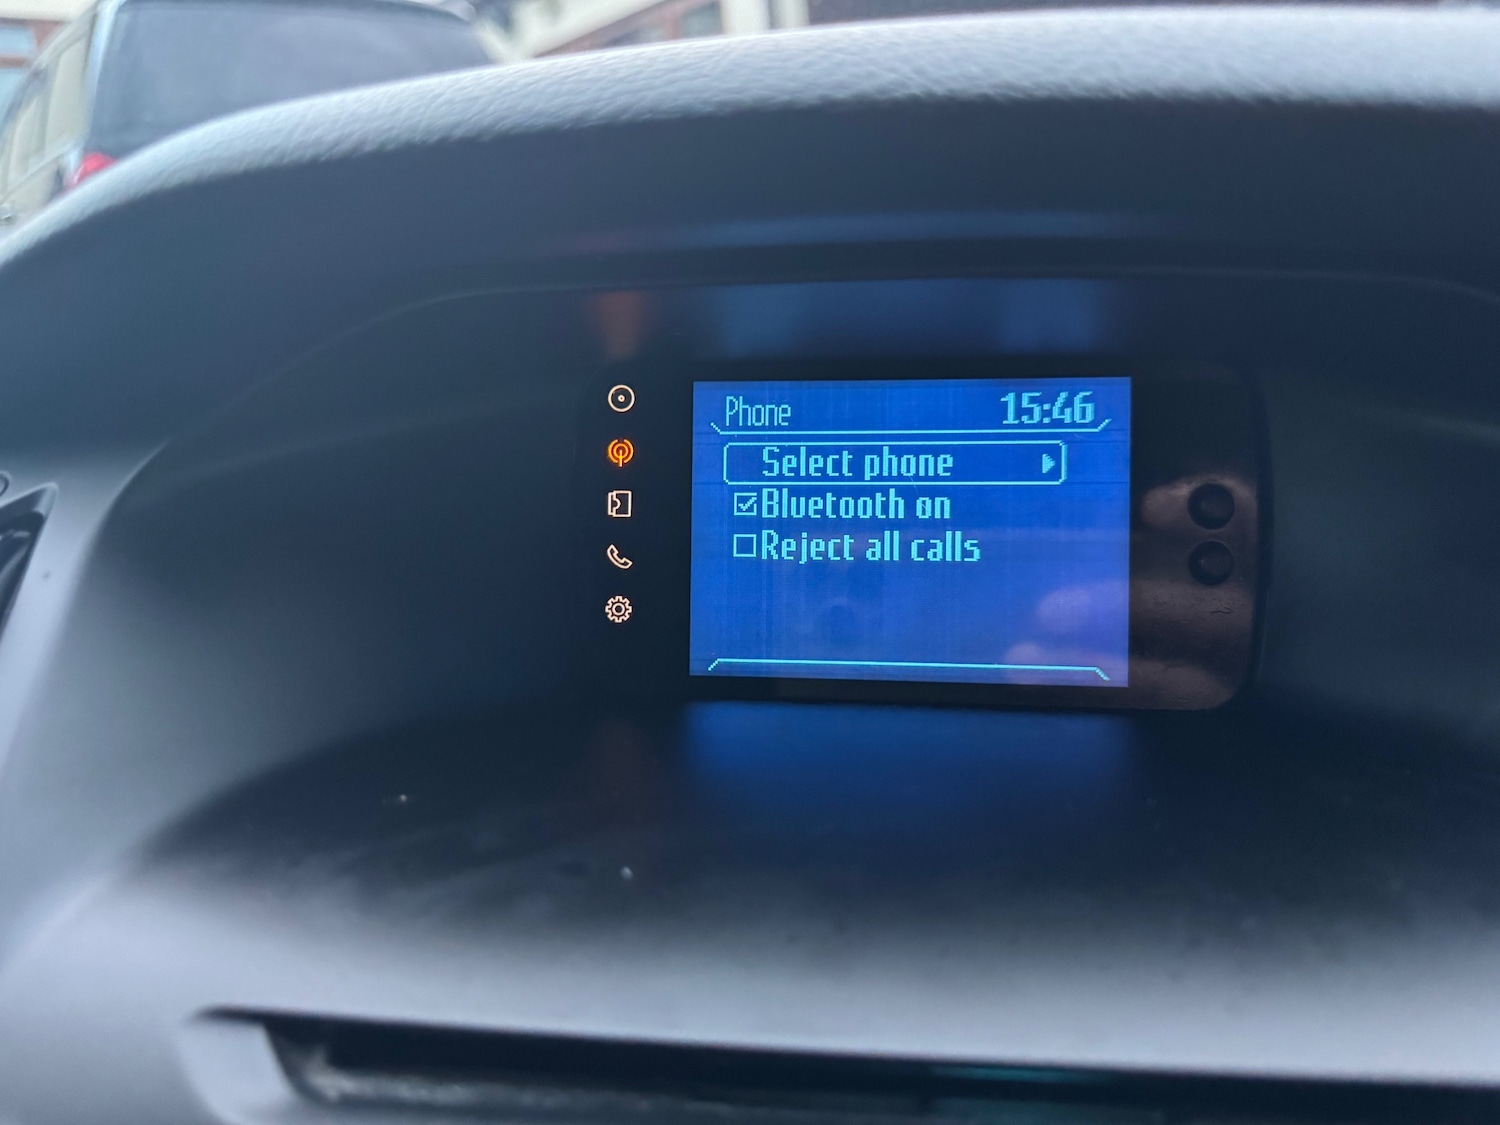 Phone 15:46
Select phone
Bluetooth on
Reject all calls